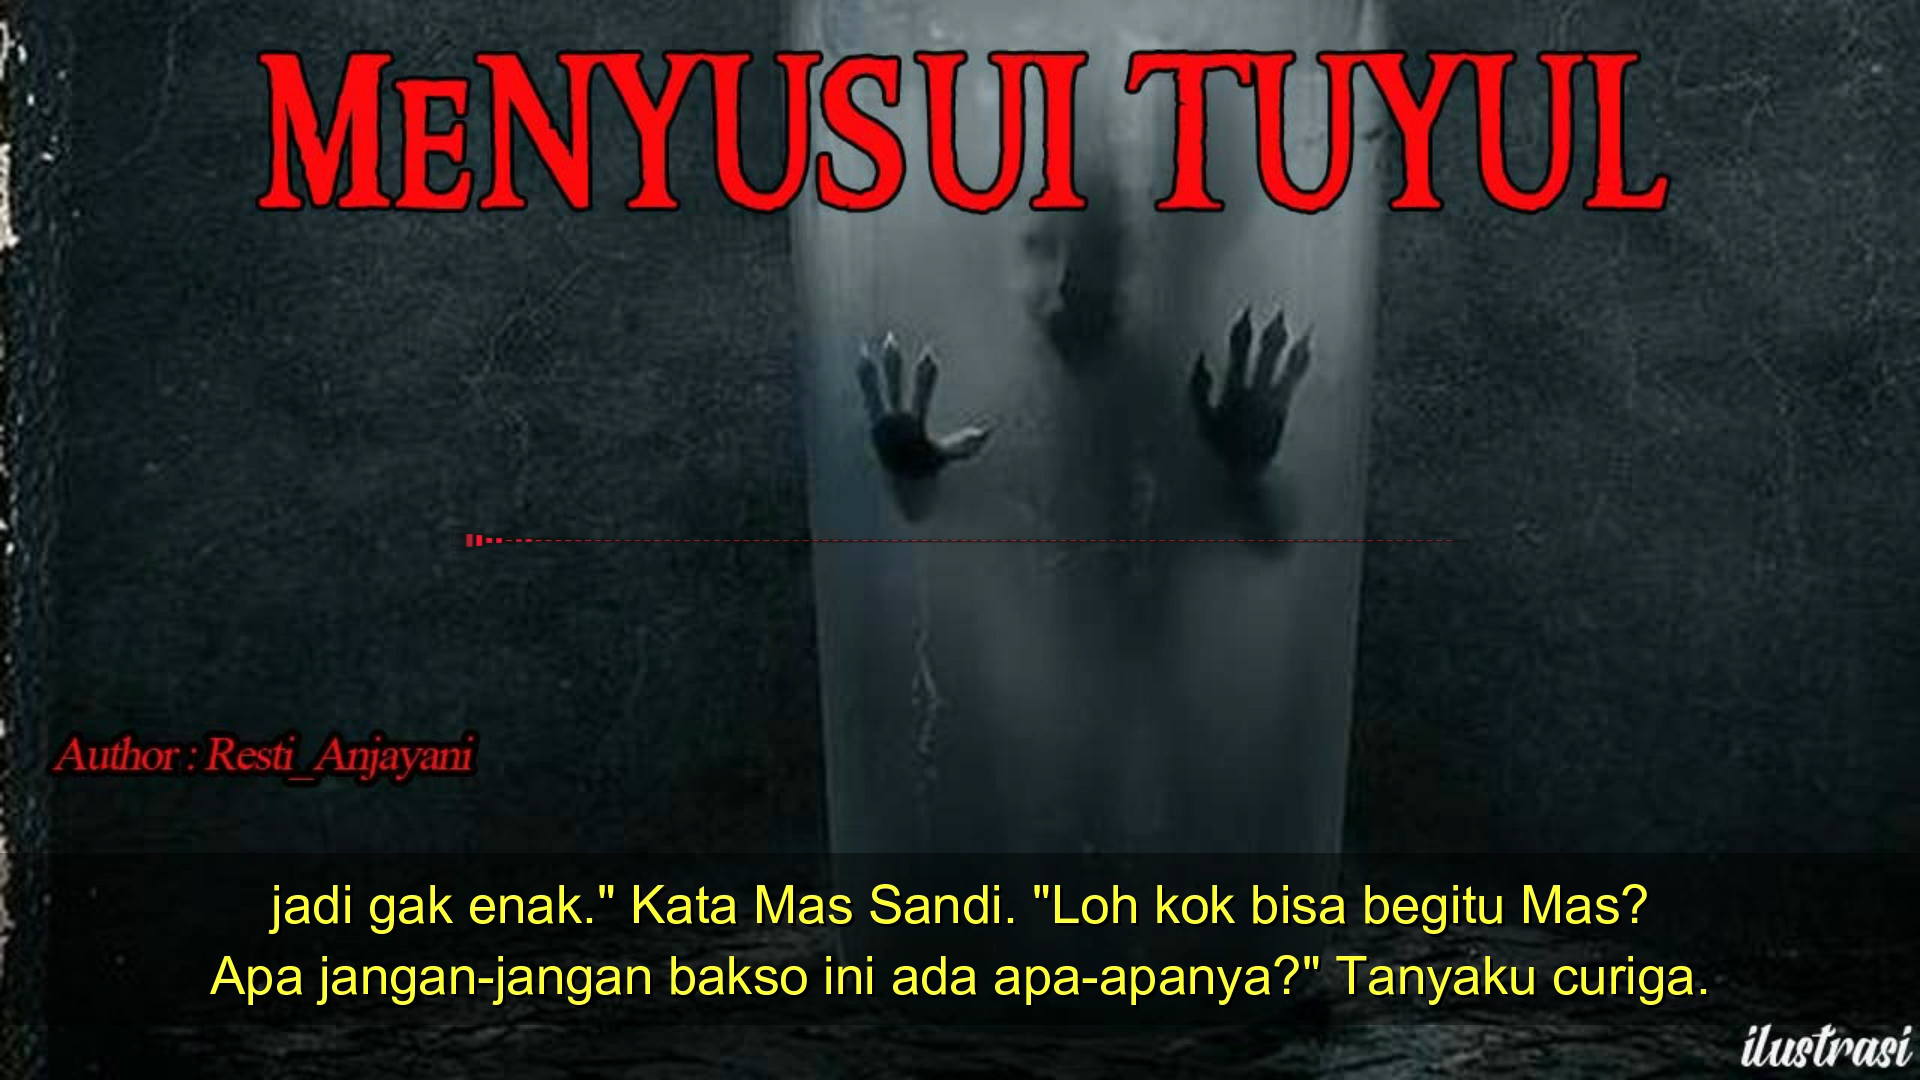 MeNYUSUI TUYUL
Author : Resti_Anjayani
jadi gak enak." Kata Mas Sandi. "Loh kok bisa begitu Mas?
Apa jangan-jangan bakso ini ada apa-apanya?" Tanyaku curiga.
ilustrasi